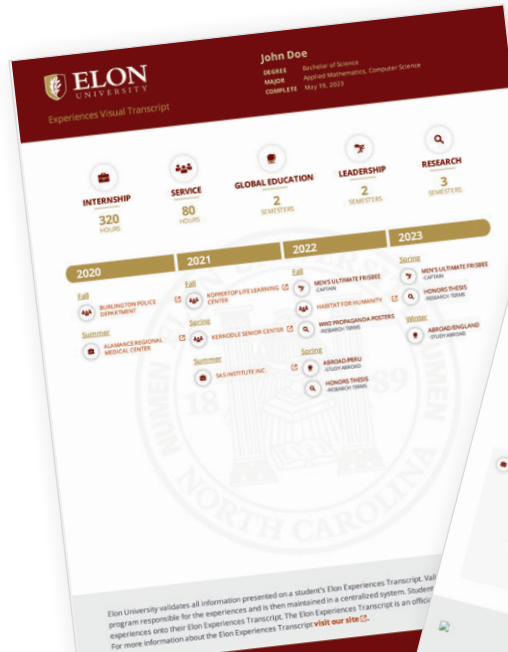 ELON
UNIVERSITY
Experiences Visual Transcript
John Doe
DEGREE Bachelor of Science
MAJOR Applied Mathematics, Computer Science
COMPLETE May 19, 2023
INTERNSHIP
320
HOURS
SERVICE
80
HOURS
GLOBAL EDUCATION
2
SEMESTERS
LEADERSHIP
2
SEMESTERS
RESEARCH
3
SEMESTERS
2020
Fall
BURLINGTON POLICE
DEPARTMENT
Summer
ALAMANCE REGIONAL
MEDICAL CENTER
2021
Fall
KOPPERTOP LIFE LEARNING
CENTER
Spring
KERNODLE SENIOR CENTER
Summer
SAS INSTITUTE INC.
2022
Fall
MEN'S ULTIMATE FRISBEE
-CAPTAIN
HABITAT FOR HUMANITY
WW2 PROPAGANDA POSTERS
-RESEARCH TERMS
Spring
ABROAD/PERU
-STUDY ABROAD
HONORS THESIS
-RESEARCH TERMS
2023
Spring
MEN'S ULTIMATE FRISBEE
-CAPTAIN
HONORS THESIS
-RESEARCH TERMS
Winter
ABROAD/ENGLAND
-STUDY ABROAD
NUMEN
18 89
NORTH CAROLINA
Elon University validates all information presented on a student's Elon Experiences Transcript.
program responsible for the experiences and is then maintained in a centralized system.
experiences onto their Elon Experiences Transcript. The Elon Experiences Transcript is an
For more information about the Elon Experiences Transcript visit our site.